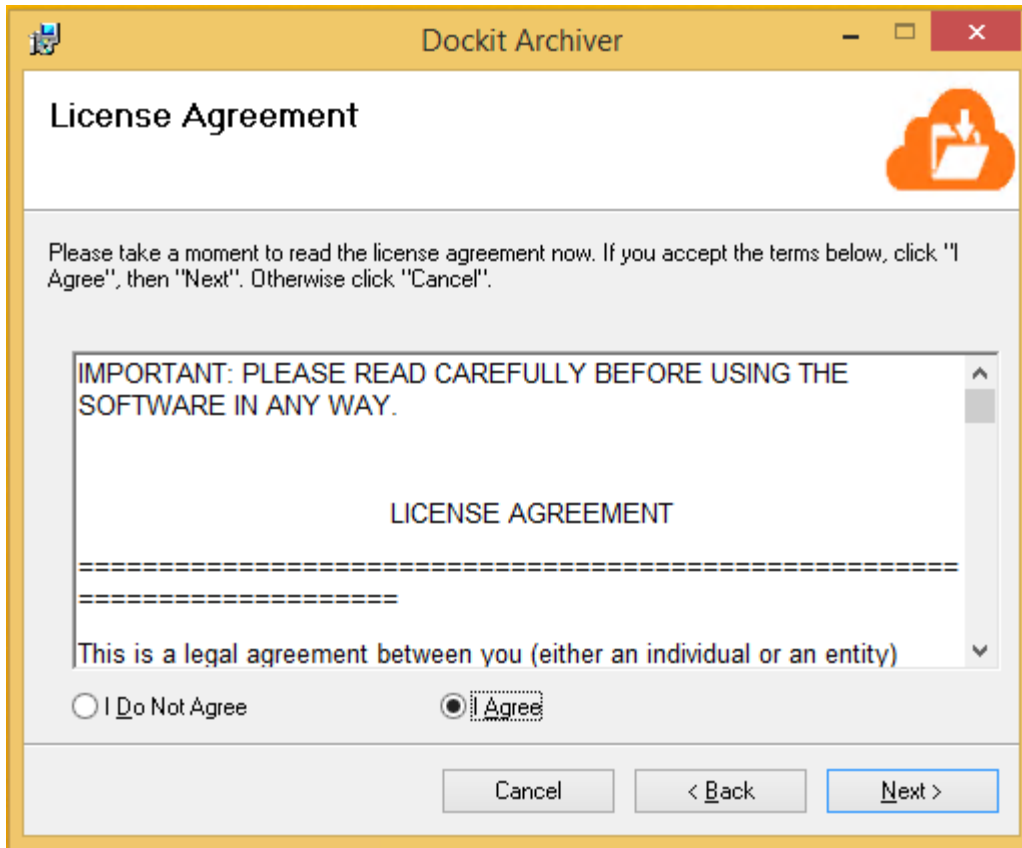 Dockit Archiver
License Agreement
Please take a moment to read the license agreement now. If you accept the terms below, click "I
Agree", then "Next". Otherwise click "Cancel".
IMPORTANT: PLEASE READ CAREFULLY BEFORE USING THE
SOFTWARE IN ANY WAY.
LICENSE AGREEMENT
=======================================================
====================
This is a legal agreement between you (either an individual or an entity)
I Do Not Agree I Agree
Cancel < Back Next >